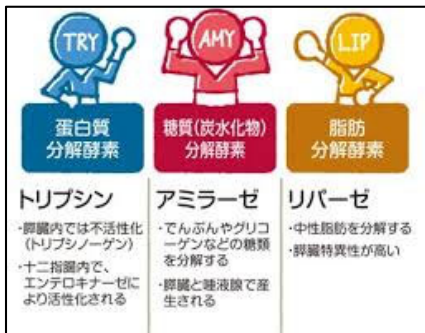 TRY
蛋白質
分解酵素
トリプシン
・膵臓内では不活性化
(トリプシノーゲン)
・十二指腸内で、
エンテロキナーゼに
より活性化される
AMY
糖質(炭水化物)
分解酵素
アミラーゼ
・でんぷんやグリコ
ーゲンなどの糖類
を分解する
・膵臓と唾液腺で産
生される
LIP
脂肪
分解酵素
リパーゼ
・中性脂肪を分解する
・膵臓特異性が高い